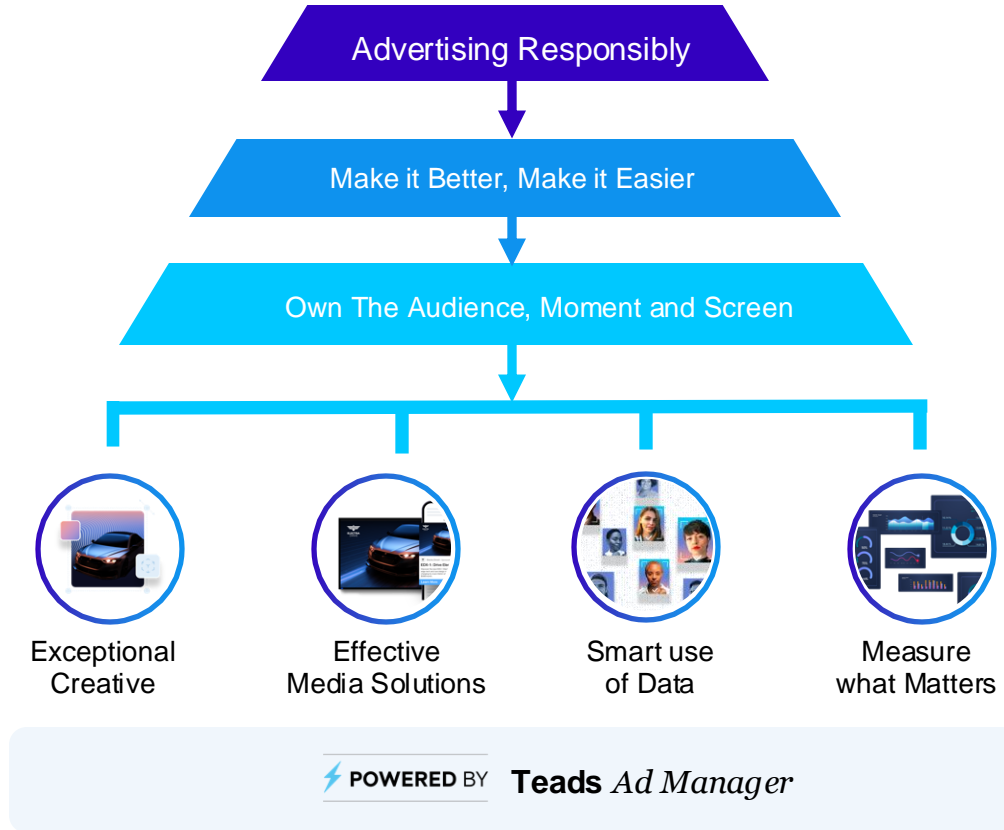 Advertising Responsibly
Make it Better, Make it Easier
Own The Audience, Moment and Screen
Exceptional
Creative
Effective
Media Solutions
Smart use
of Data
Measure
what Matters
POWERED BY Teads Ad Manager